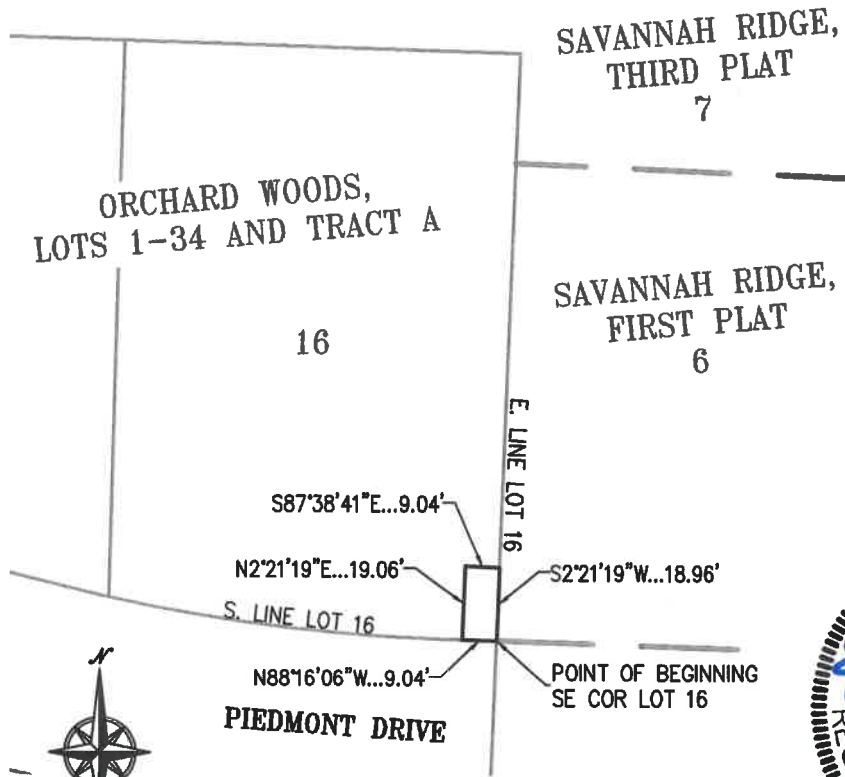 SAVANNAH RIDGE,
THIRD PLAT
7
ORCHARD WOODS,
LOTS 1-34 AND TRACT A
SAVANNAH RIDGE,
FIRST PLAT
6
16
E. LINE LOT 16
S87°38'41"E...9.04'
N2°21'19"E...19.06'
S2°21'19"W...18.96'
S. LINE LOT 16
N88°16'06"W...9.04'
POINT OF BEGINNING
SE COR LOT 16
PIEDMONT DRIVE
N